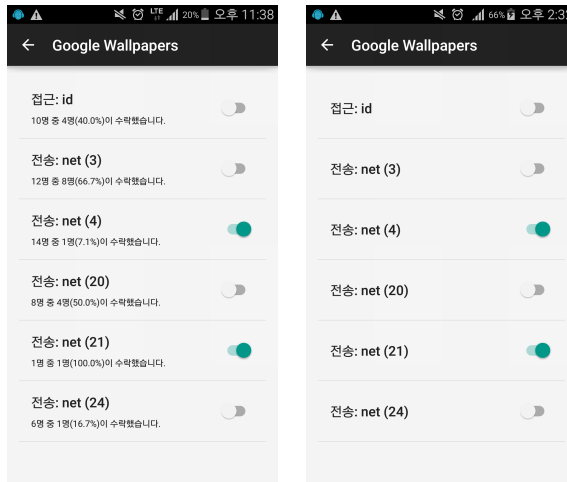 LTE 20% 오후 11:38
Google Wallpapers
접근: id
10명 중 4명(40.0%)이 수락했습니다.
전송: net (3)
12명 중 8명(66.7%)이 수락했습니다.
전송: net (4)
14명 중 1명(7.1%)이 수락했습니다.
전송: net (20)
8명 중 4명(50.0%)이 수락했습니다.
전송: net (21)
1명 중 1명(100.0%)이 수락했습니다.
전송: net (24)
6명 중 1명(16.7%)이 수락했습니다.
66% 오후 2:32
Google Wallpapers
접근: id
전송: net (3)
전송: net (4)
전송: net (20)
전송: net (21)
전송: net (24)